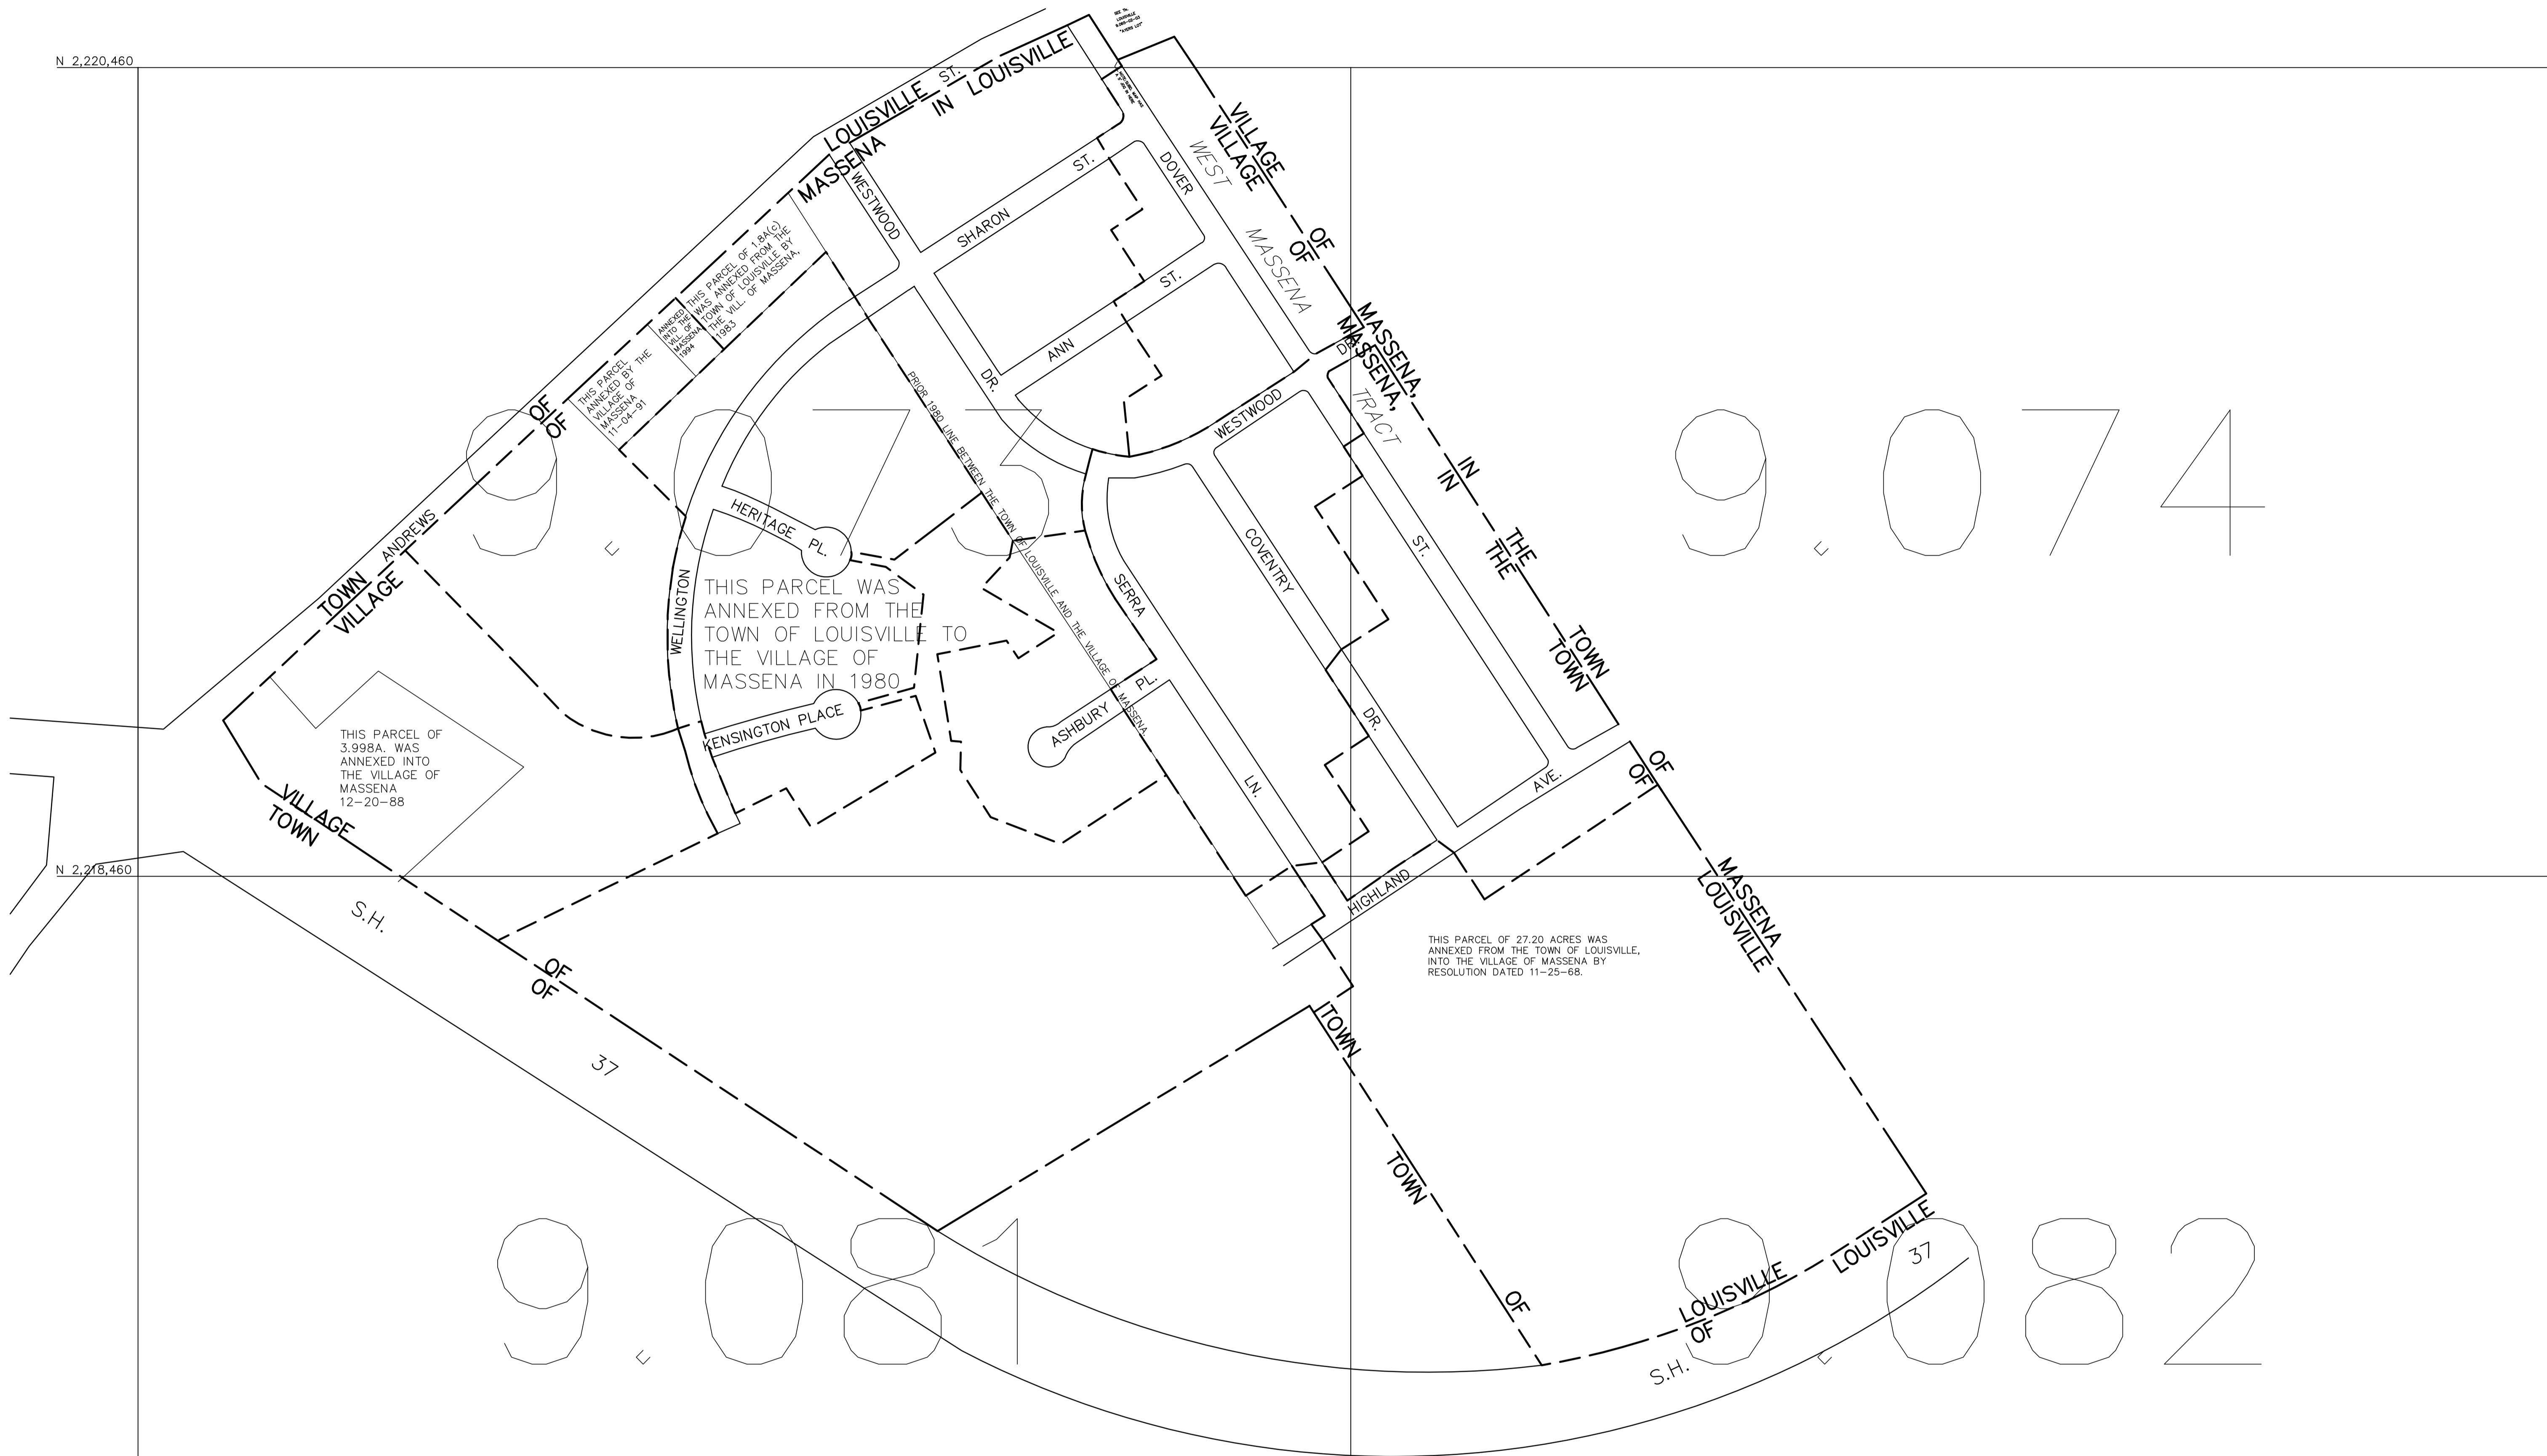 SEE TN.
LOUISVILLE
"AYERS LOT"
N 2,220,460
LOUISVILLE ST.
IN LOUISVILLE
MASSENA
WESTWOOD
DR.
SHARON ST.
DOVER
ST.
ANN ST.
WESTWOOD
DR.
WEST
MASSENA
TRACT
VILLAGE OF MASSENA, IN THE TOWN OF MASSENA
VILLAGE OF MASSENA, IN THE TOWN OF LOUISVILLE
THIS PARCEL OF 1.8A(c)
WAS ANNEXED FROM THE
TOWN OF LOUISVILLE BY
THE VILL. OF MASSENA,
1983
ANNEXED
INTO THE
VILL. OF
MASSENA
1994
THIS PARCEL
ANNEXED BY THE
VILLAGE OF
MASSENA
11-04-91
OF
OF
ANDREWS
TOWN
VILLAGE
9.073
9.074
PRIOR 1980 LINE BETWEEN THE TOWN OF LOUISVILLE AND THE VILLAGE OF MASSENA.
HERITAGE PL.
WELLINGTON
THIS PARCEL WAS
ANNEXED FROM THE
TOWN OF LOUISVILLE TO
THE VILLAGE OF
MASSENA IN 1980
KENSINGTON PLACE
SERRA
LN.
ASHBURY PL.
COVENTRY
DR.
HIGHLAND AVE.
THIS PARCEL OF
3.998A. WAS
ANNEXED INTO
THE VILLAGE OF
MASSENA
12-20-88
VILLAGE
TOWN
N 2,218,460
S.H.
37
OF
OF
THIS PARCEL OF 27.20 ACRES WAS
ANNEXED FROM THE TOWN OF LOUISVILLE,
INTO THE VILLAGE OF MASSENA BY
RESOLUTION DATED 11-25-68.
TOWN
TOWN
OF
LOUISVILLE
OF
LOUISVILLE
S.H.
37
9.081
9.082